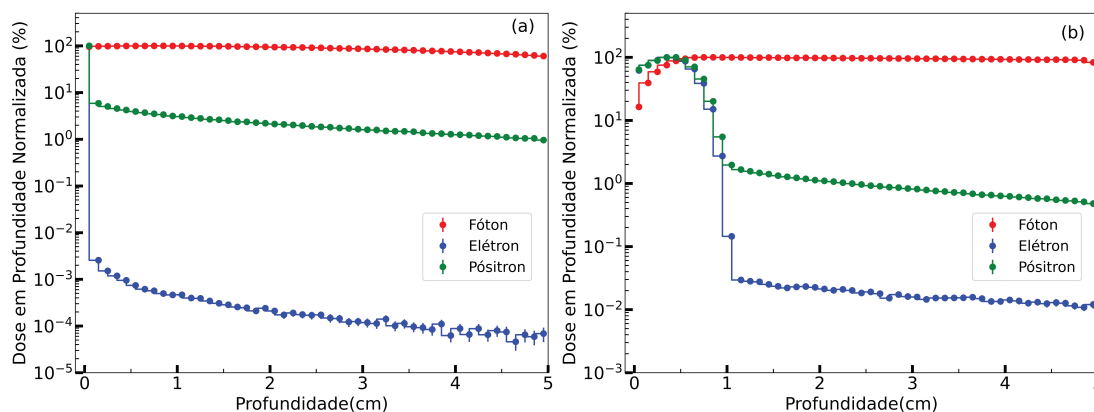 (a)
Dose em Profundidade Normalizada (%)
10²
10¹
10⁰
10⁻¹
10⁻²
10⁻³
10⁻⁴
10⁻⁵
Fóton
Elétron
Pósitron
0 1 2 3 4 5
Profundidade(cm)
(b)
Dose em Profundidade Normalizada (%)
10²
10¹
10⁰
10⁻¹
10⁻²
10⁻³
Fóton
Elétron
Pósitron
0 1 2 3 4
Profundidade(cm)